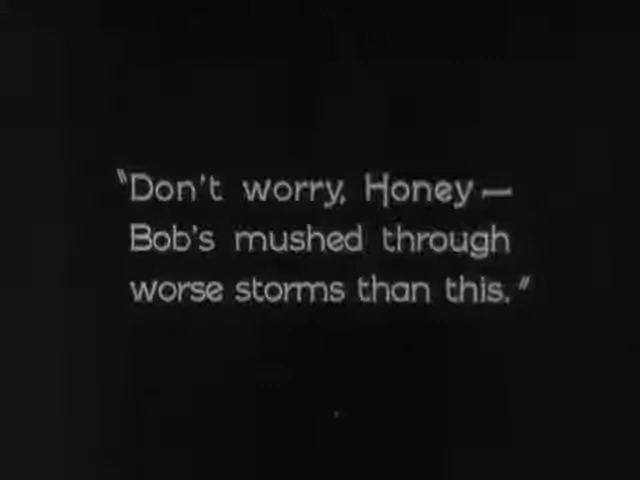 "Don't worry, Honey—
Bob's mushed through
worse storms than this."